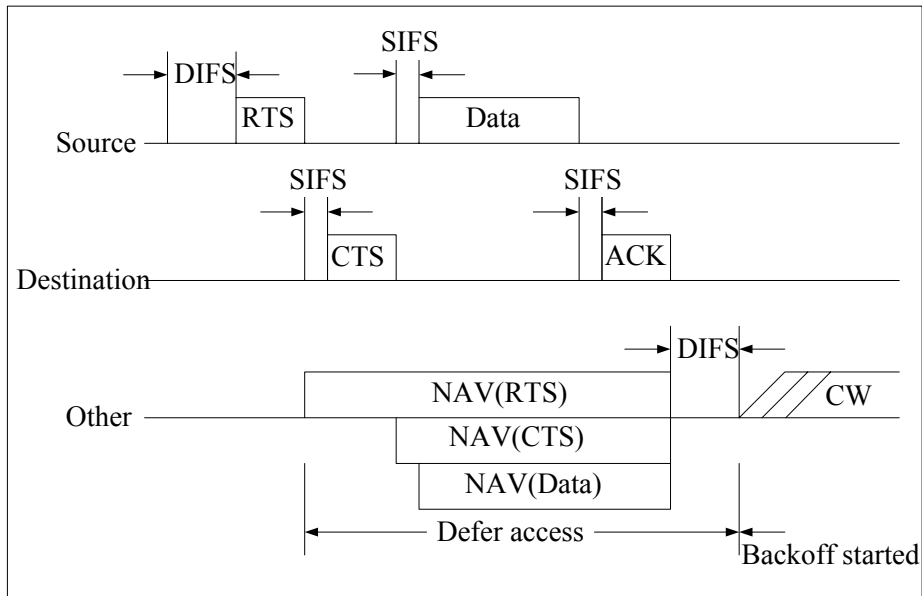 SIFS
DIFS
RTS
Data
Source
SIFS
SIFS
CTS
ACK
Destination
DIFS
NAV(RTS)
CW
Other
NAV(CTS)
NAV(Data)
Defer access
Backoff started